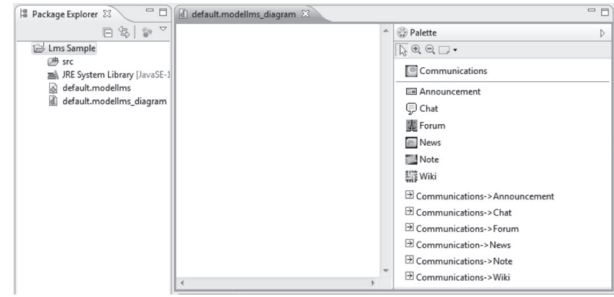 Package Explorer
Lms Sample
src
JRE System Library [JavaSE-1
default.modellms
default.modellms_diagram
default.modellms_diagram
Palette
Communications
Announcement
Chat
Forum
News
Note
Wiki
Communications->Announcement
Communications->Chat
Communications->Forum
Communication->News
Communications->Note
Communications->Wiki